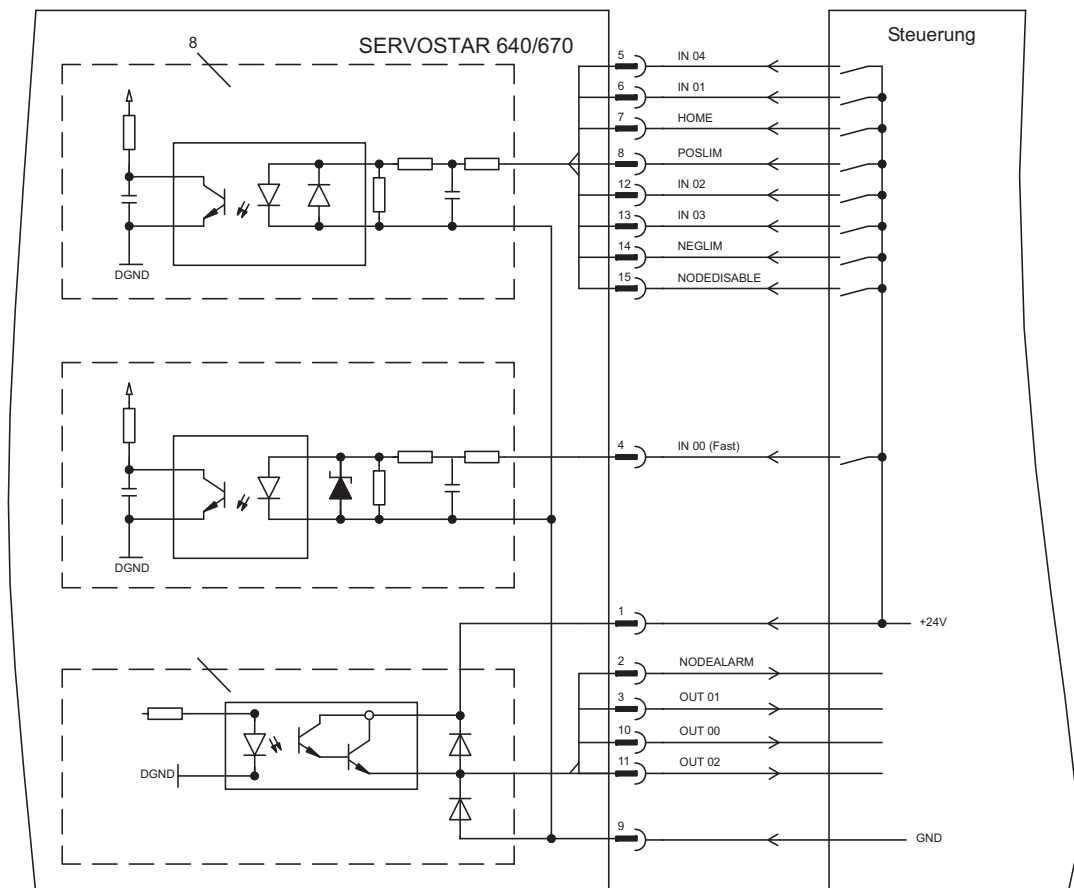 8
SERVOSTAR 640/670
Steuerung
5 IN 04
6 IN 01
7 HOME
8 POSLIM
12 IN 02
13 IN 03
14 NEGLIM
15 NODEDISABLE
DGND
4 IN 00 (Fast)
DGND
1 +24V
2 NODEALARM
3 OUT 01
10 OUT 00
11 OUT 02
DGND
9 GND